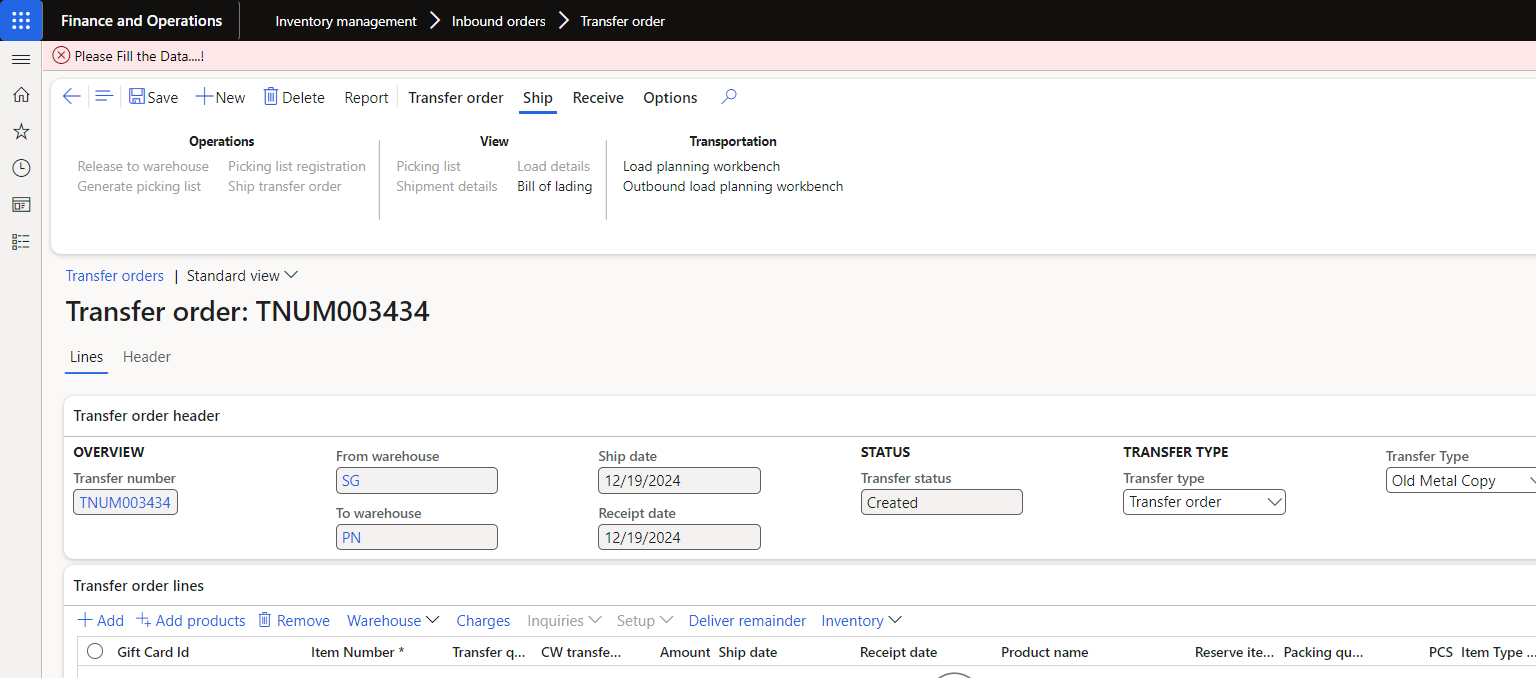 Finance and Operations Inventory management Inbound orders Transfer order
Please Fill the Data....!
Save New Delete Report Transfer order Ship Receive Options
Operations View Transportation
Release to warehouse Picking list registration Picking list Load details Load planning workbench
Generate picking list Ship transfer order Shipment details Bill of lading Outbound load planning workbench
Transfer orders | Standard view
Transfer order: TNUM003434
Lines Header
Transfer order header
OVERVIEW
Transfer number
TNUM003434
From warehouse
SG
To warehouse
PN
Ship date
12/19/2024
Receipt date
12/19/2024
STATUS
Transfer status
Created
TRANSFER TYPE
Transfer type
Transfer order
Transfer Type
Old Metal Copy
Transfer order lines
Add Add products Remove Warehouse Charges Inquiries Setup Deliver remainder Inventory
Gift Card Id Item Number * Transfer q... CW transfe... Amount Ship date Receipt date Product name Reserve ite... Packing qu... PCS Item Type ...